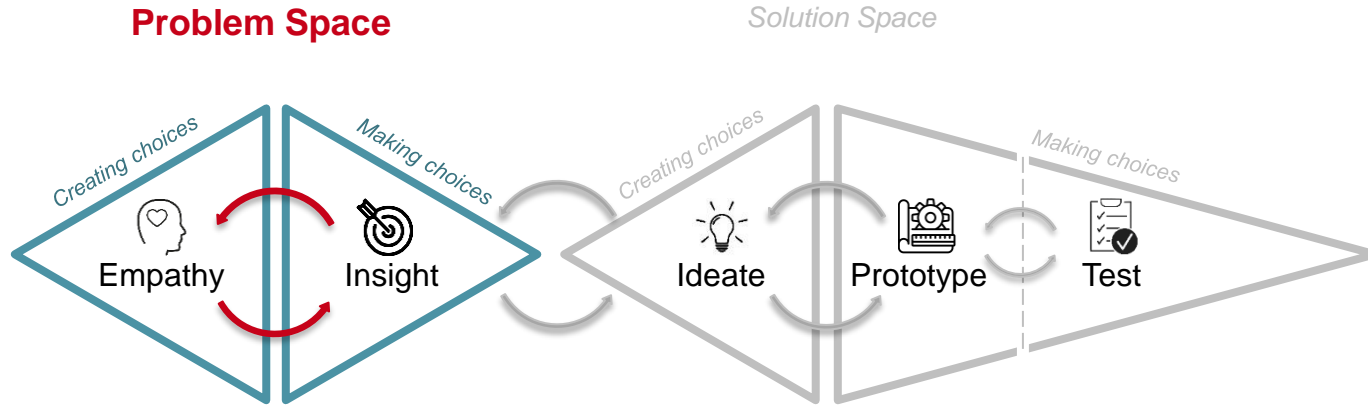 Problem Space
Solution Space
Creating choices
Making choices
Creating choices
Making choices
Empathy
Insight
Ideate
Prototype
Test